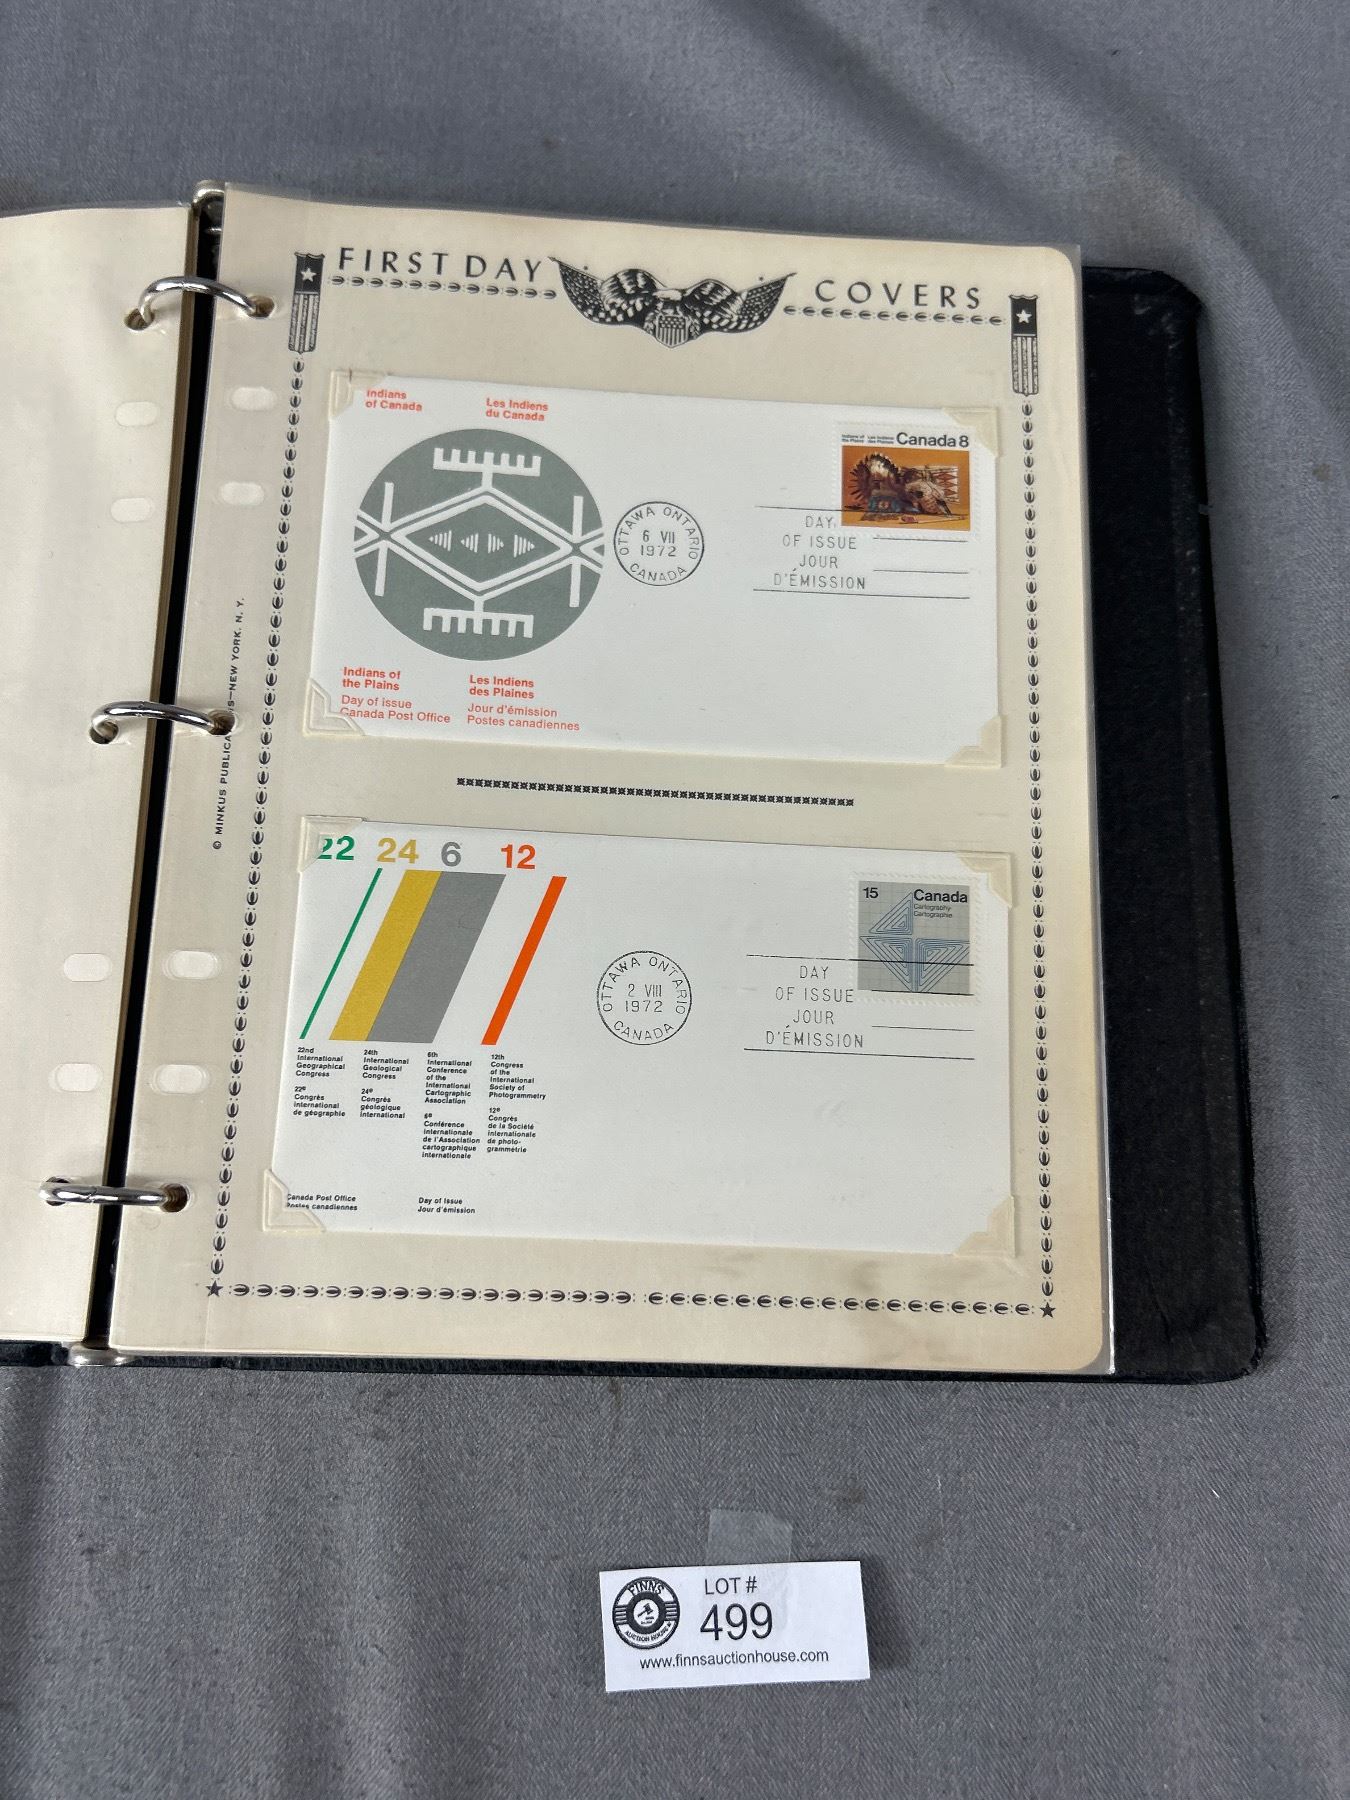 FIRST DAY COVERS
Indians
of Canada
Les Indiens
du Canada
Indians of
the Plains
Les Indiens
des Plaines
Canada 8
OTTAWA ONTARIO
6 VII
1972
CANADA
DAY
OF ISSUE
JOUR
D'ÉMISSION
Indians of
the Plains
Day of issue
Canada Post Office
Les Indiens
des Plaines
Jour d'émission
Postes canadiennes
22 24 6 12
15
Canada
Cartography
Cartographie
OTTAWA ONTARIO
2 VIII
1972
CANADA
DAY
OF ISSUE
JOUR
D'ÉMISSION
22nd
International
Geographical
Congress
22e
Congrès
international
de géographie
24th
International
Geological
Congress
24e
Congrès
géologique
international
6th
International
Conference
of the
International
Cartographic
Association
6e
Conférence
internationale
de l'Association
cartographique
internationale
12th
Congress
of the
International
Society of
Photogrammetry
12e
Congrès
de la Société
internationale
de photo-
grammétrie
Canada Post Office
Postes canadiennes
Day of issue
Jour d'émission
© MINKUS PUBLICA NS—NEW YORK, N. Y.
FINNS
AUCTION HOUSE
LOT #
499
www.finnsauctionhouse.com